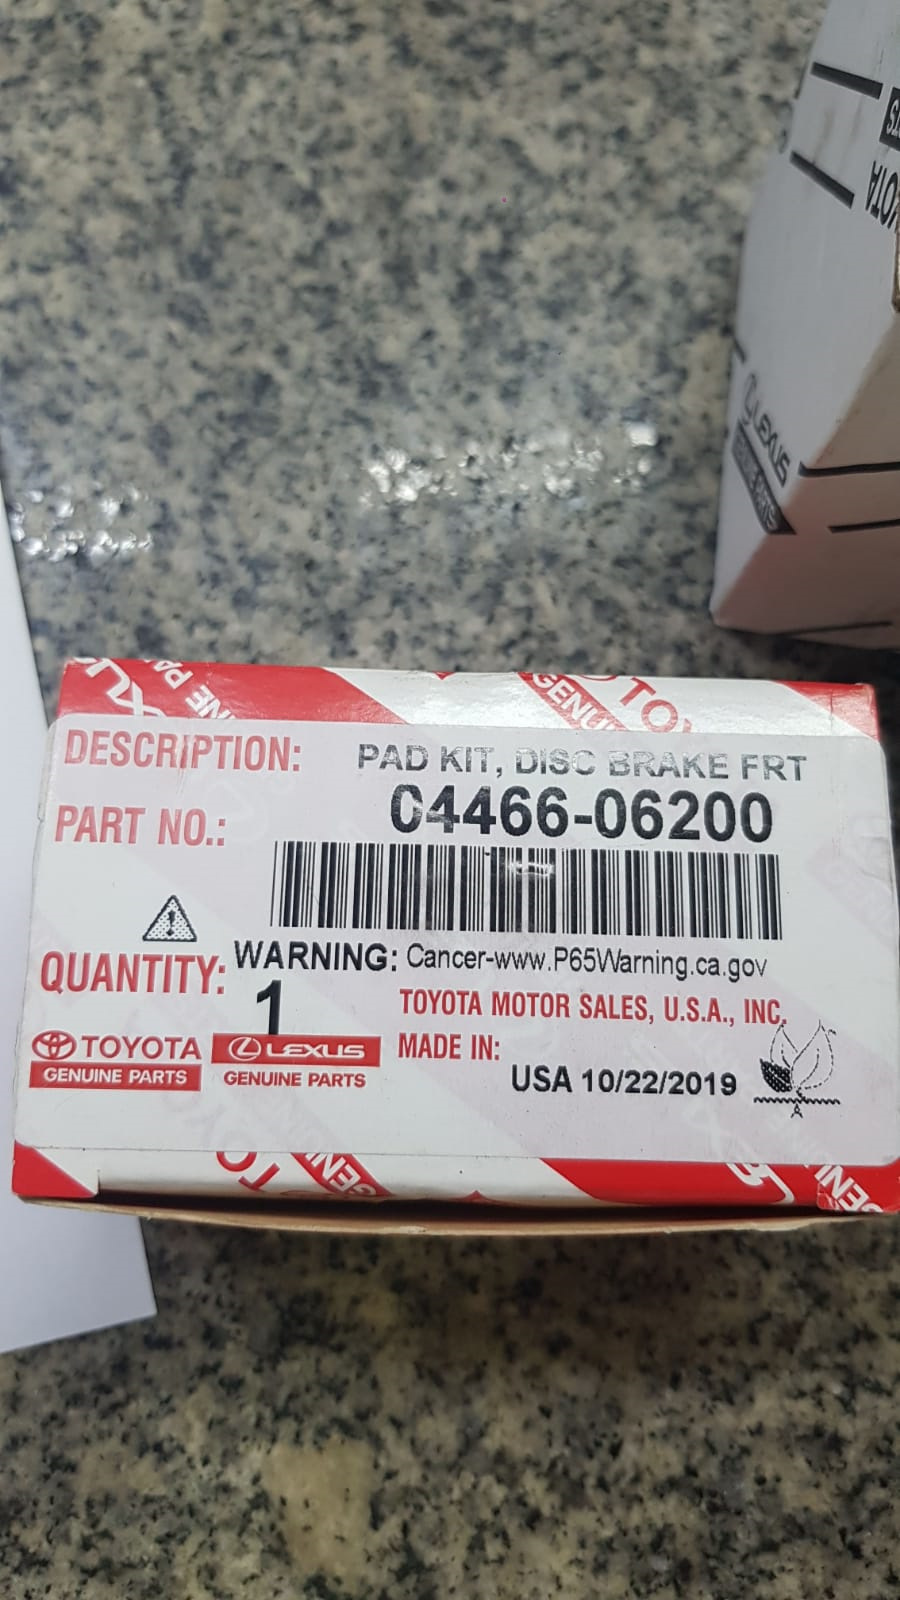 LEXUS
DESCRIPTION: PAD KIT, DISC BRAKE FRT
PART NO.: 04466-06200
WARNING: Cancer-www.P65Warning.ca.gov
QUANTITY: 1
TOYOTA MOTOR SALES, U.S.A., INC.
TOYOTA
GENUINE PARTS
LEXUS
GENUINE PARTS
MADE IN:
USA 10/22/2019